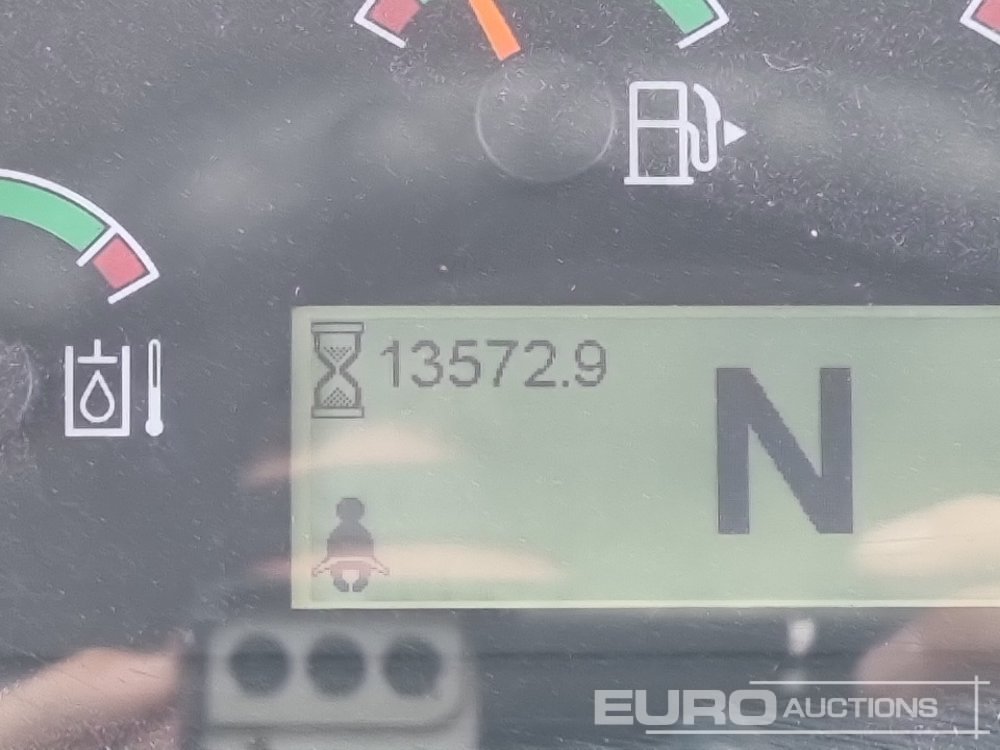 13572.9
N
EURO AUCTIONS